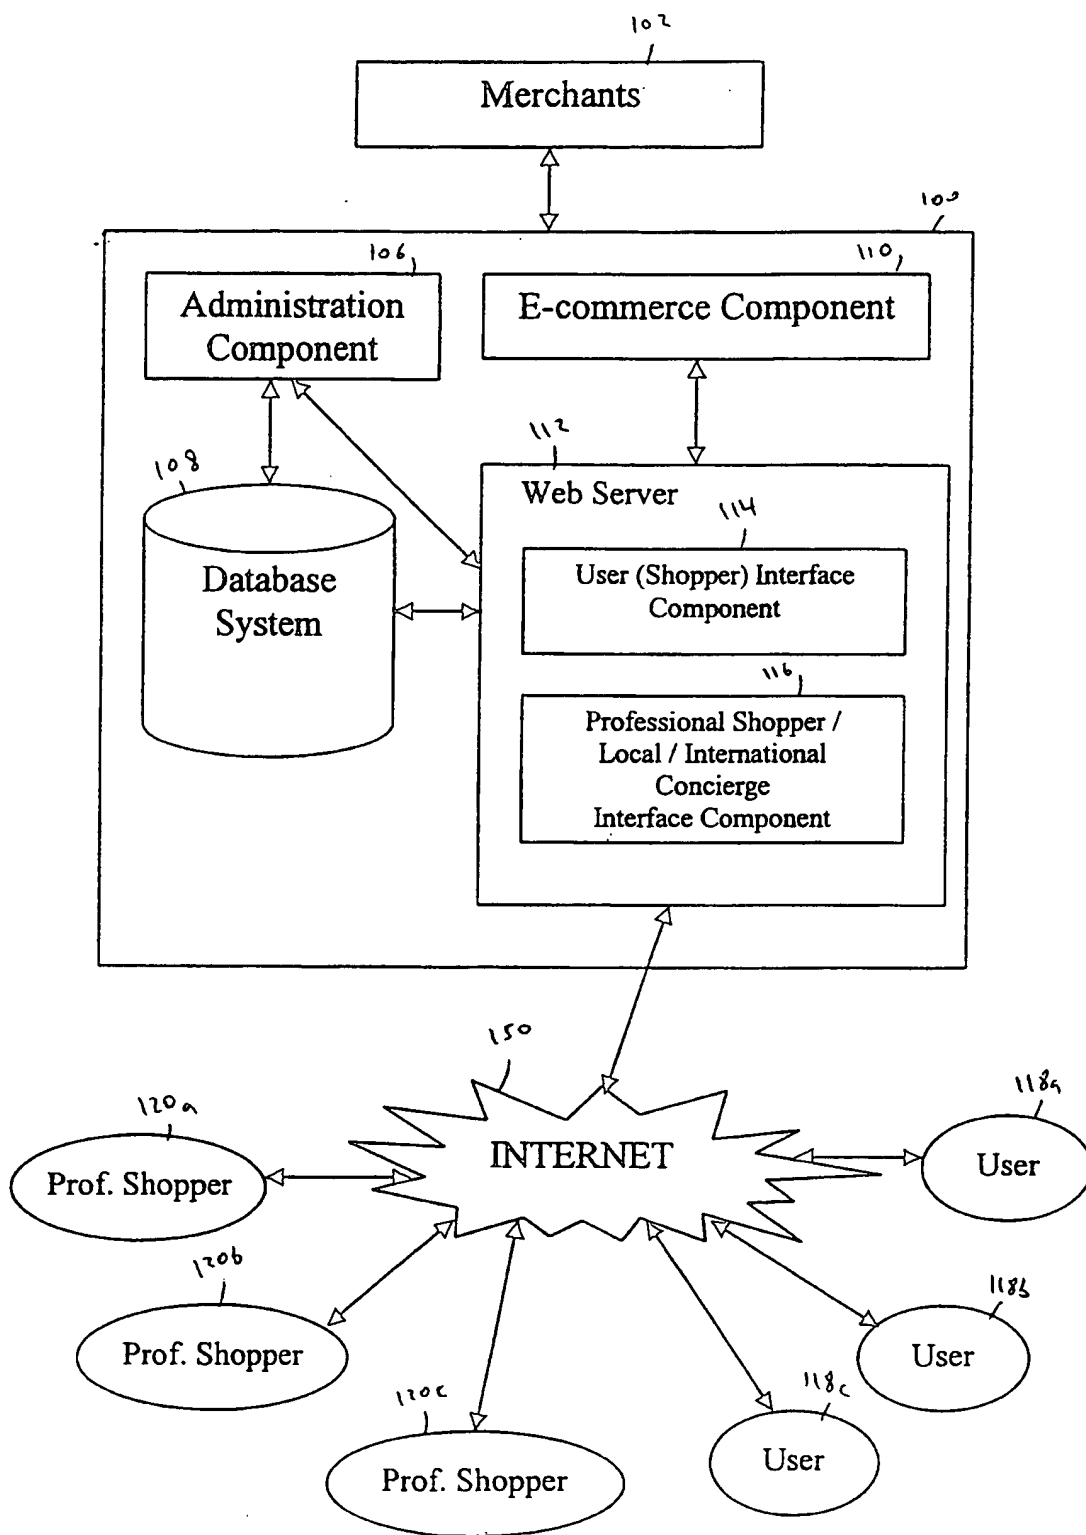 102
Merchants
100
106
Administration
Component
110
E-commerce Component
108
Database
System
112
Web Server
114
User (Shopper) Interface
Component
116
Professional Shopper /
Local / International
Concierge
Interface Component
150
INTERNET
120a
Prof. Shopper
118a
User
120b
Prof. Shopper
118b
User
120c
Prof. Shopper
118c
User